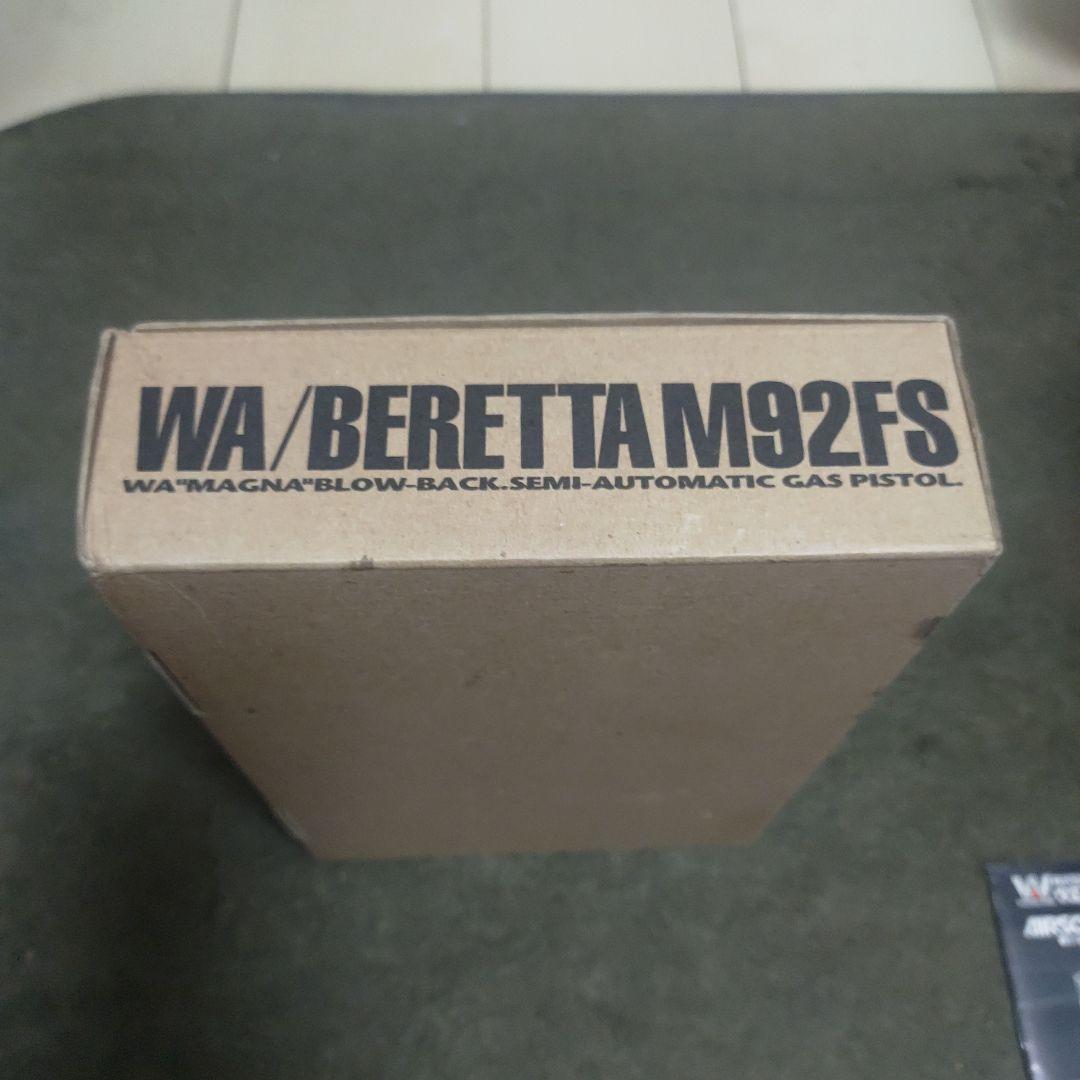 WA/BERETTA M92FS
WA"MAGNA"BLOW-BACK.SEMI-AUTOMATIC GAS PISTOL.